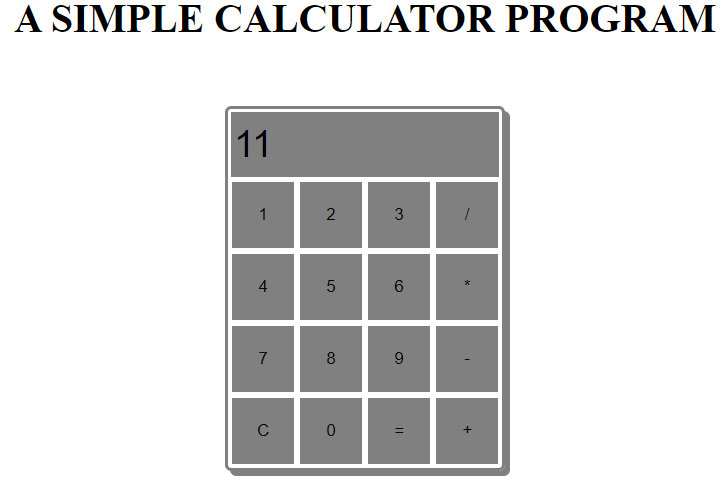 A SIMPLE CALCULATOR PROGRAM
11
1 2 3 /
4 5 6 *
7 8 9 -
C 0 = +